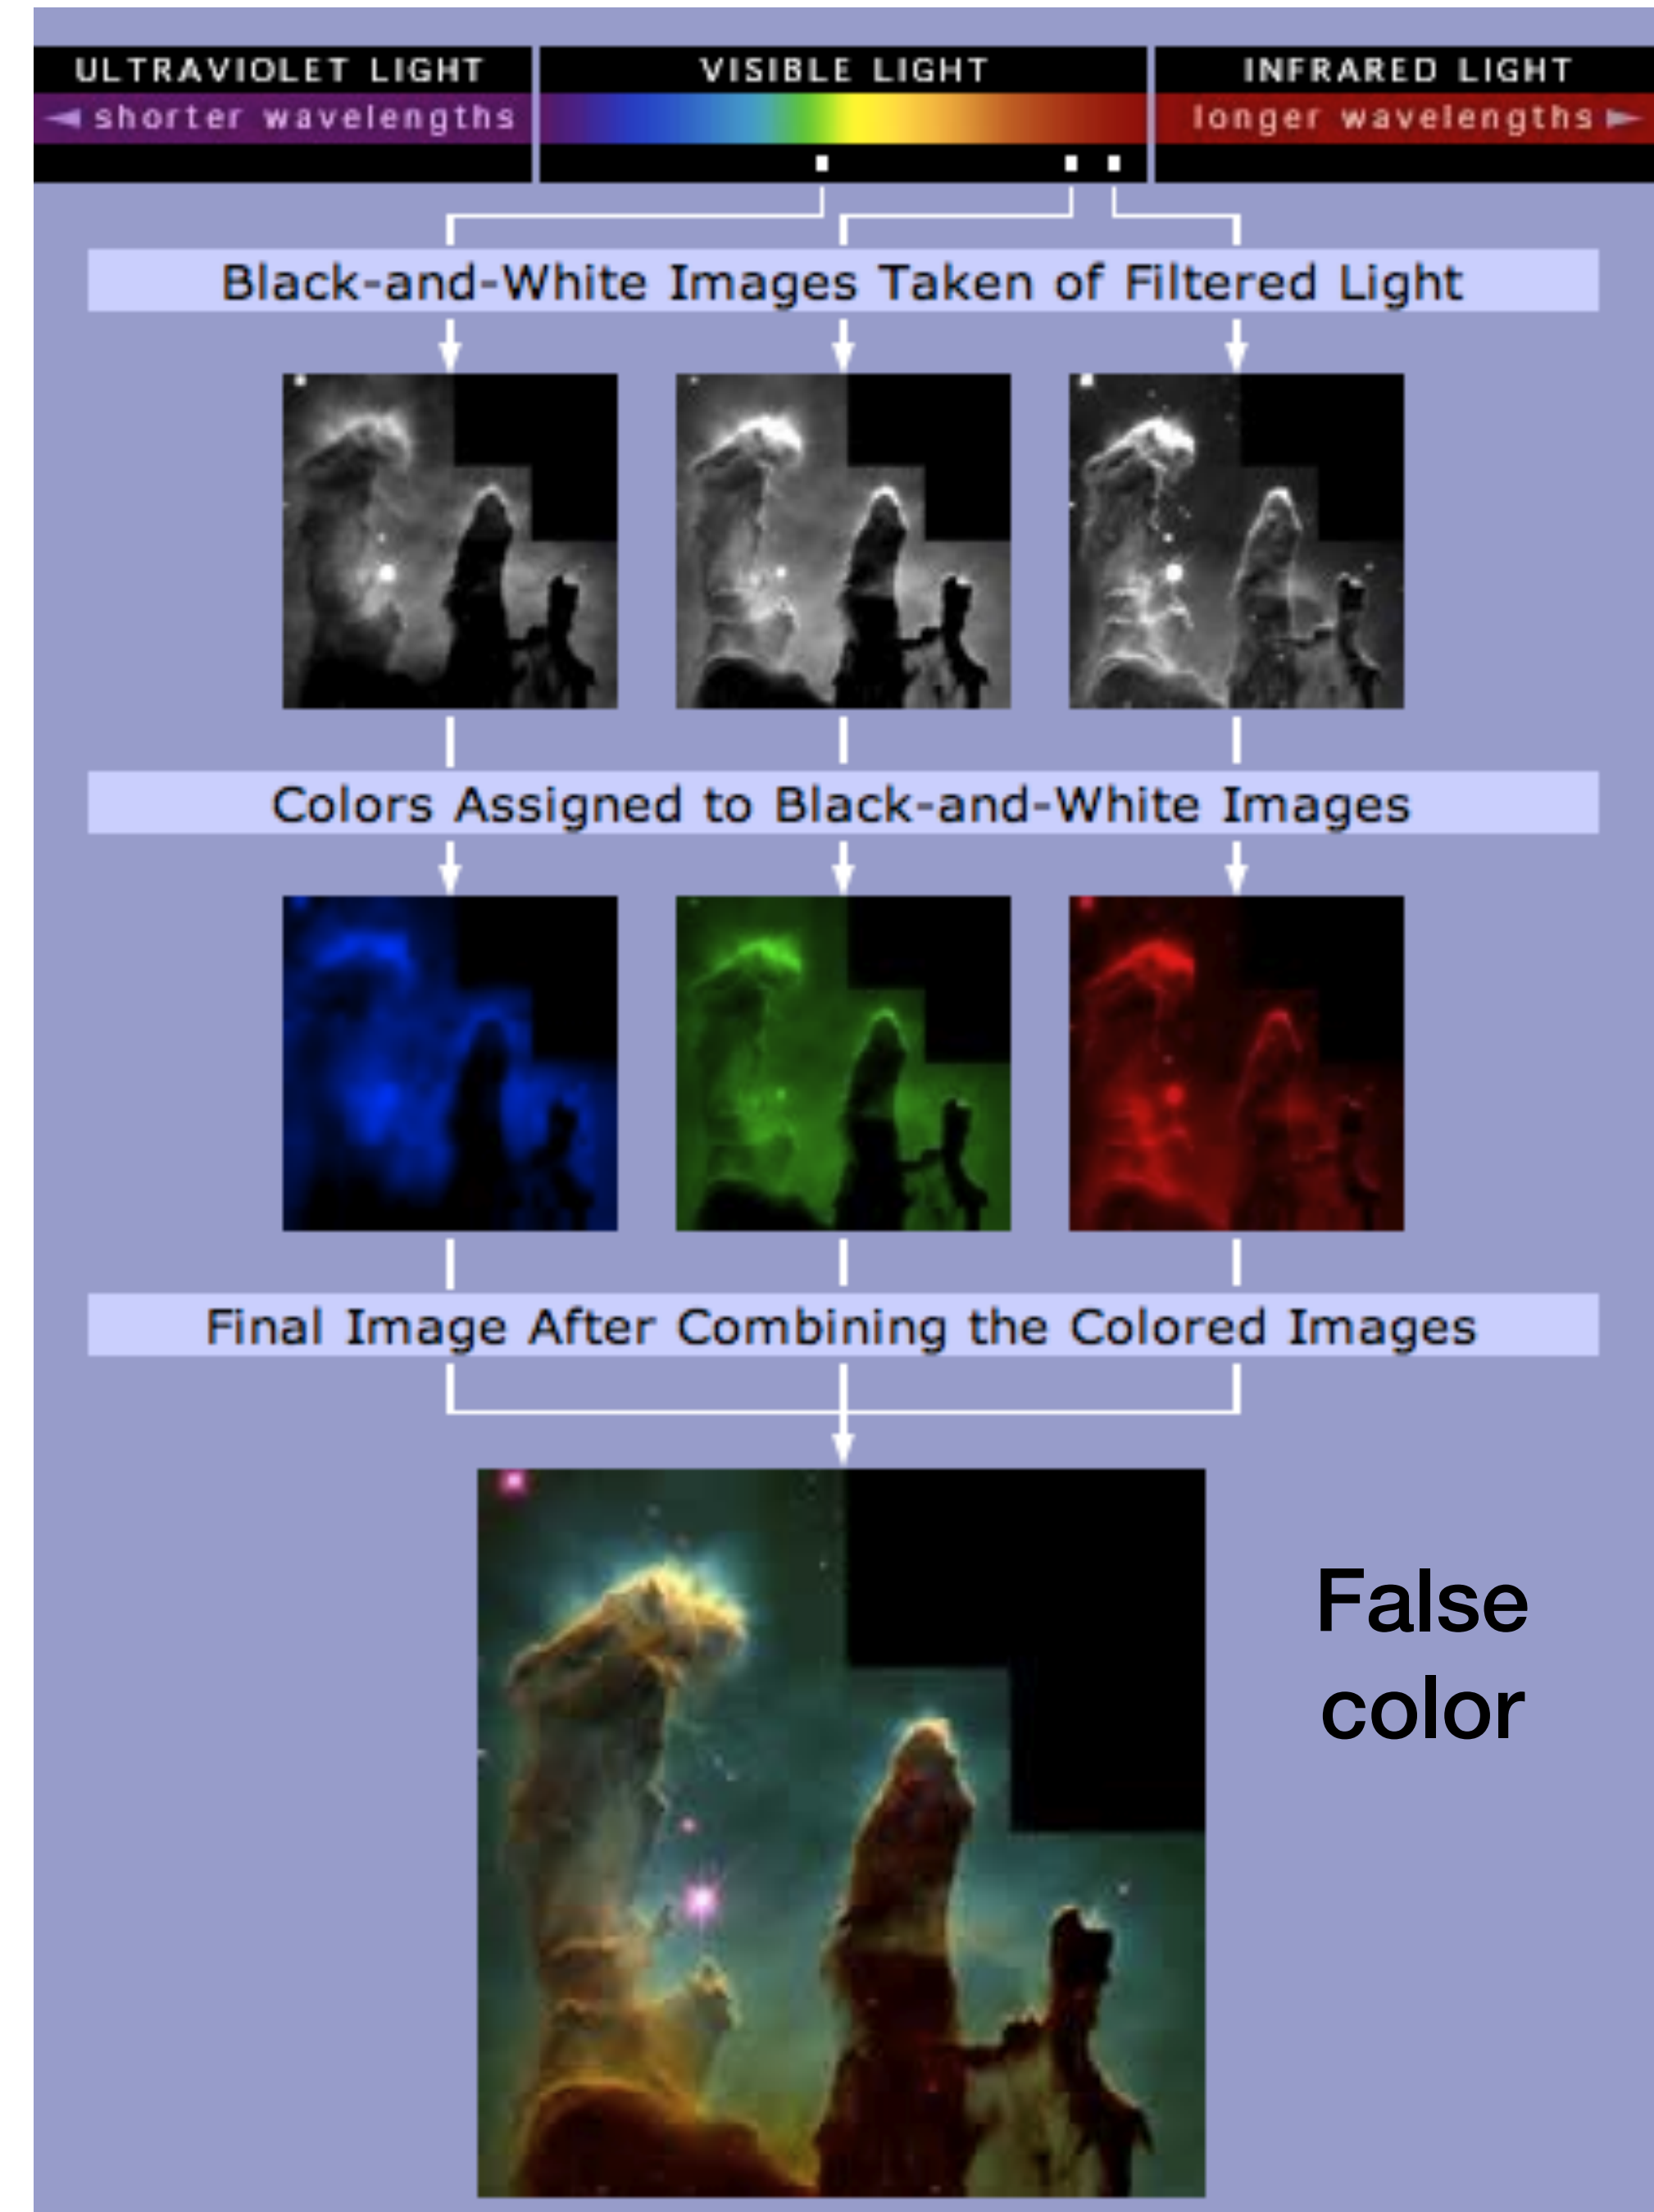 ULTRAVIOLET LIGHT
VISIBLE LIGHT
INFRARED LIGHT
shorter wavelengths
longer wavelengths
Black-and-White Images Taken of Filtered Light
Colors Assigned to Black-and-White Images
Final Image After Combining the Colored Images
False
color